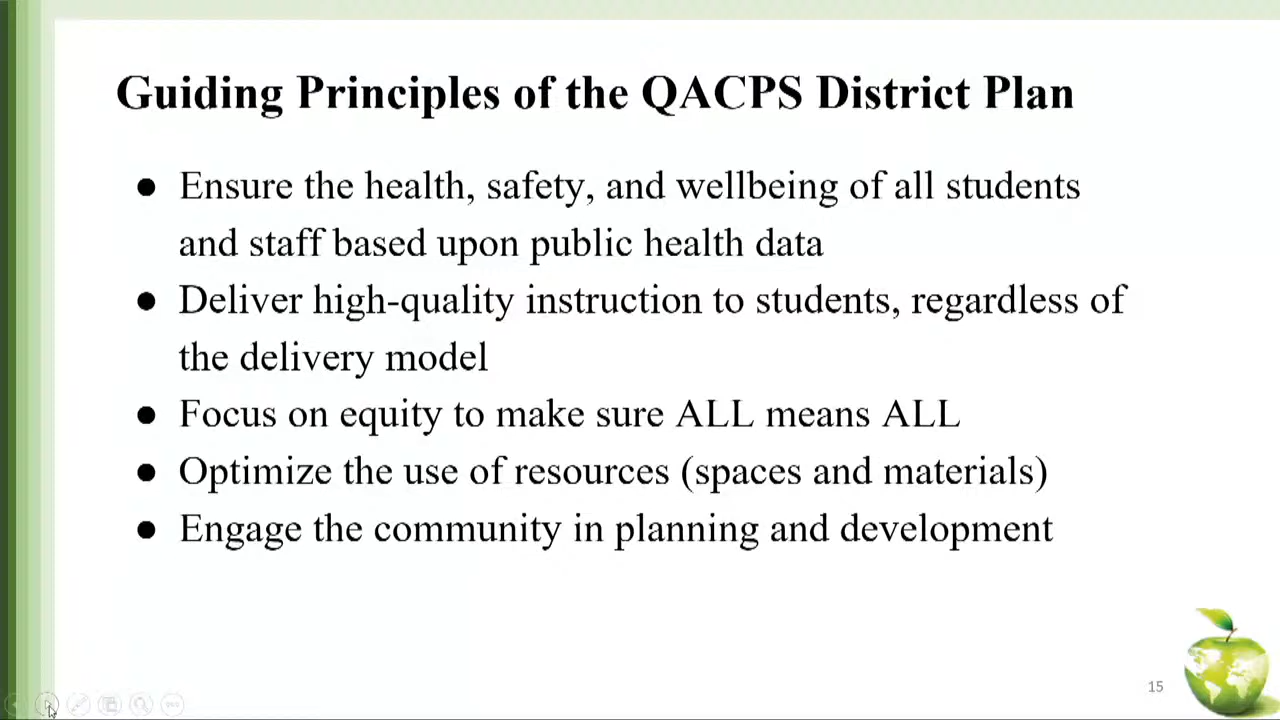 Guiding Principles of the QACPS District Plan
● Ensure the health, safety, and wellbeing of all students
and staff based upon public health data
● Deliver high-quality instruction to students, regardless of
the delivery model
● Focus on equity to make sure ALL means ALL
● Optimize the use of resources (spaces and materials)
● Engage the community in planning and development
15